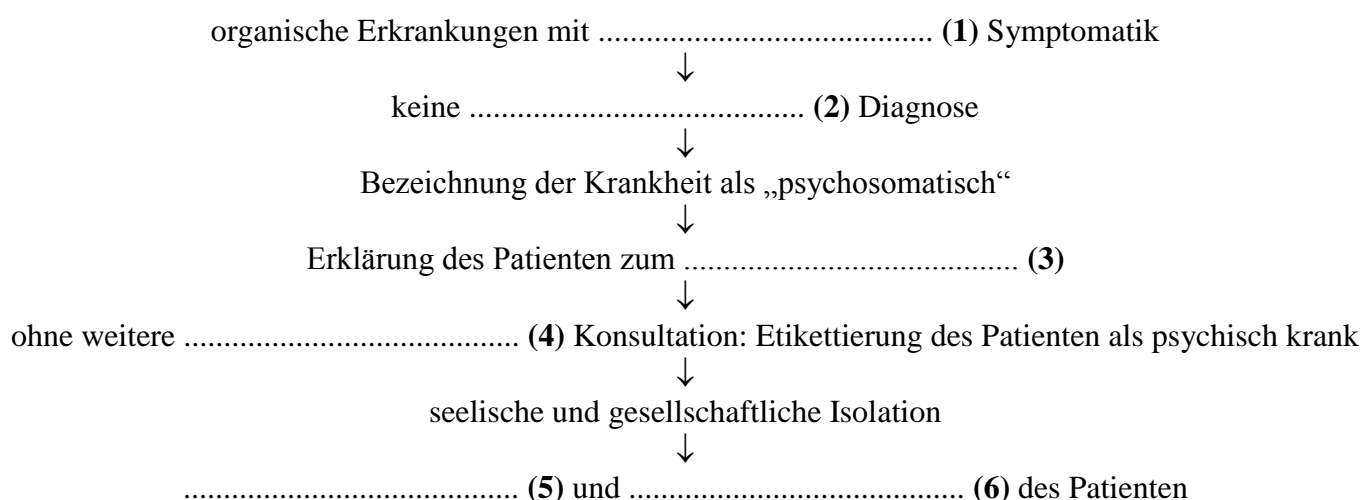 organische Erkrankungen mit .......................................... (1) Symptomatik
↓
keine .......................................... (2) Diagnose
↓
Bezeichnung der Krankheit als „psychosomatisch“
↓
Erklärung des Patienten zum .......................................... (3)
↓
ohne weitere .......................................... (4) Konsultation: Etikettierung des Patienten als psychisch krank
↓
seelische und gesellschaftliche Isolation
↓
.......................................... (5) und .......................................... (6) des Patienten